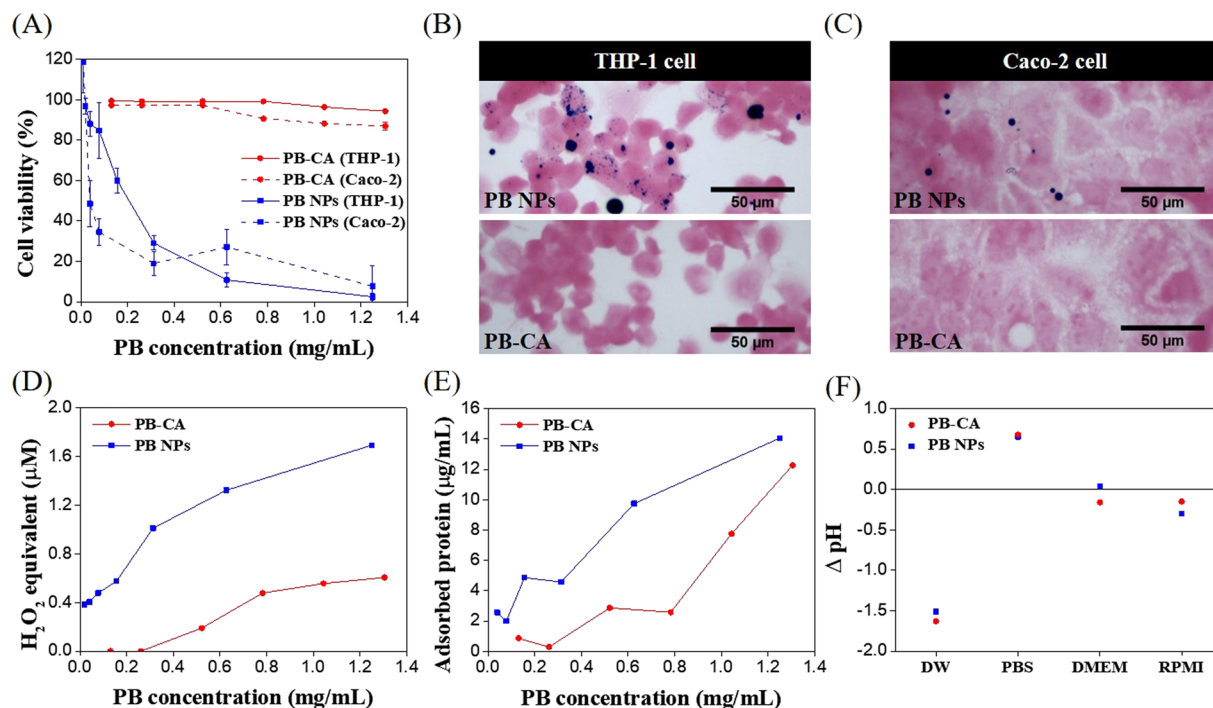 (A)
120
100
80
60
40
20
0
Cell viability (%)
PB-CA (THP-1)
PB-CA (Caco-2)
PB NPs (THP-1)
PB NPs (Caco-2)
0.0 0.2 0.4 0.6 0.8 1.0 1.2 1.4
PB concentration (mg/mL)
(B)
THP-1 cell
PB NPs
50 µm
PB-CA
50 µm
(C)
Caco-2 cell
PB NPs
50 µm
PB-CA
50 µm
(D)
2.0
1.6
1.2
0.8
0.4
0.0
H₂O₂ equivalent (µM)
PB-CA
PB NPs
0.0 0.2 0.4 0.6 0.8 1.0 1.2 1.4
PB concentration (mg/mL)
(E)
16
14
12
10
8
6
4
2
0
Adsorbed protein (µg/mL)
PB-CA
PB NPs
0.0 0.2 0.4 0.6 0.8 1.0 1.2 1.4
PB concentration (mg/mL)
(F)
1.0
0.5
0.0
-0.5
-1.0
-1.5
-2.0
Δ pH
PB-CA
PB NPs
DW PBS DMEM RPMI